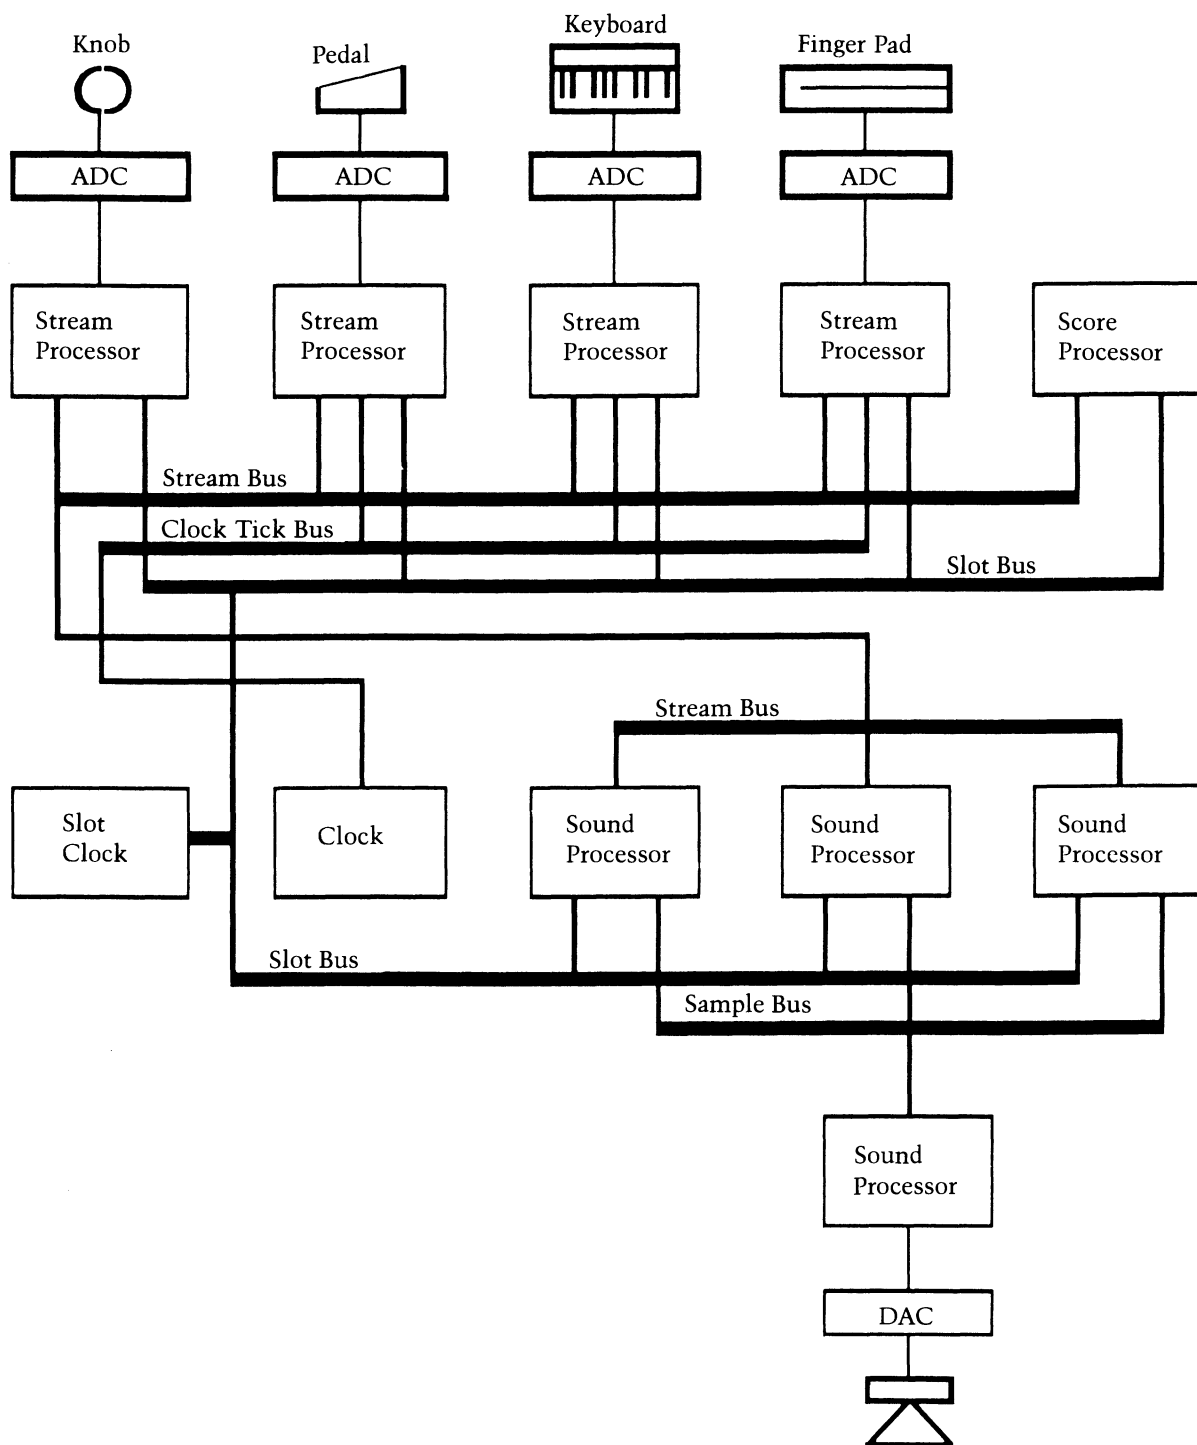 Knob
Pedal
Keyboard
Finger Pad
ADC
ADC
ADC
ADC
Stream
Processor
Stream
Processor
Stream
Processor
Stream
Processor
Score
Processor
Stream Bus
Clock Tick Bus
Slot Bus
Stream Bus
Slot
Clock
Clock
Sound
Processor
Sound
Processor
Sound
Processor
Slot Bus
Sample Bus
Sound
Processor
DAC